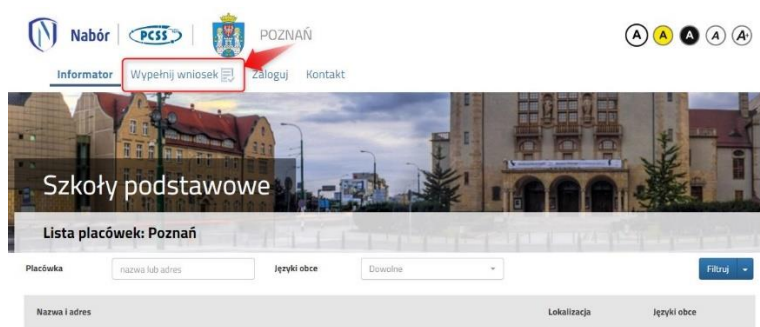 Nabór PCSS POZNAŃ
A A A A A+
Informator Wypełnij wniosek Zaloguj Kontakt
Szkoły podstawowe
Lista placówek: Poznań
Placówka nazwa lub adres Języki obce Dowolne Filtruj
Nazwa i adres Lokalizacja Języki obce